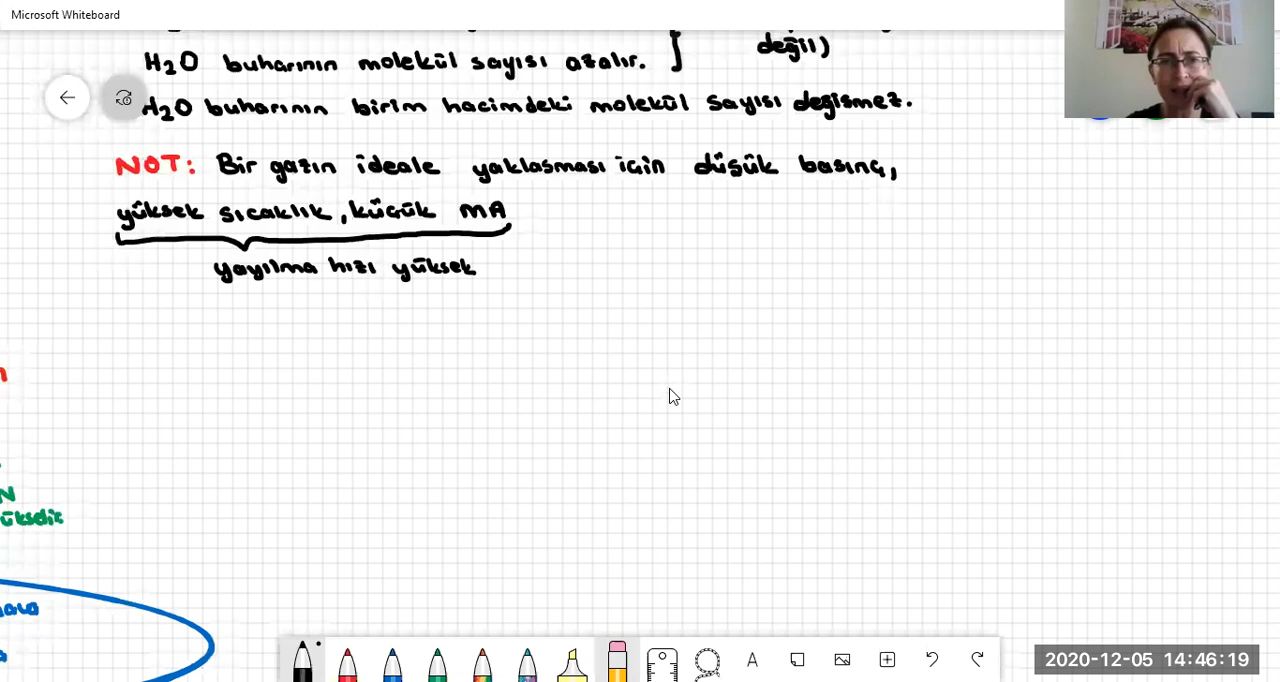 Microsoft Whiteboard
değil)
H₂O buharının molekül sayısı azalır.
H₂O buharının birim hacimdeki molekül sayısı değişmez.
NOT: Bir gazın ideale yaklaşması için düşük basınç,
yüksek sıcaklık, küçük MA
yayılma hızı yüksek
N
ükselir
A
2020-12-05 14:46:19